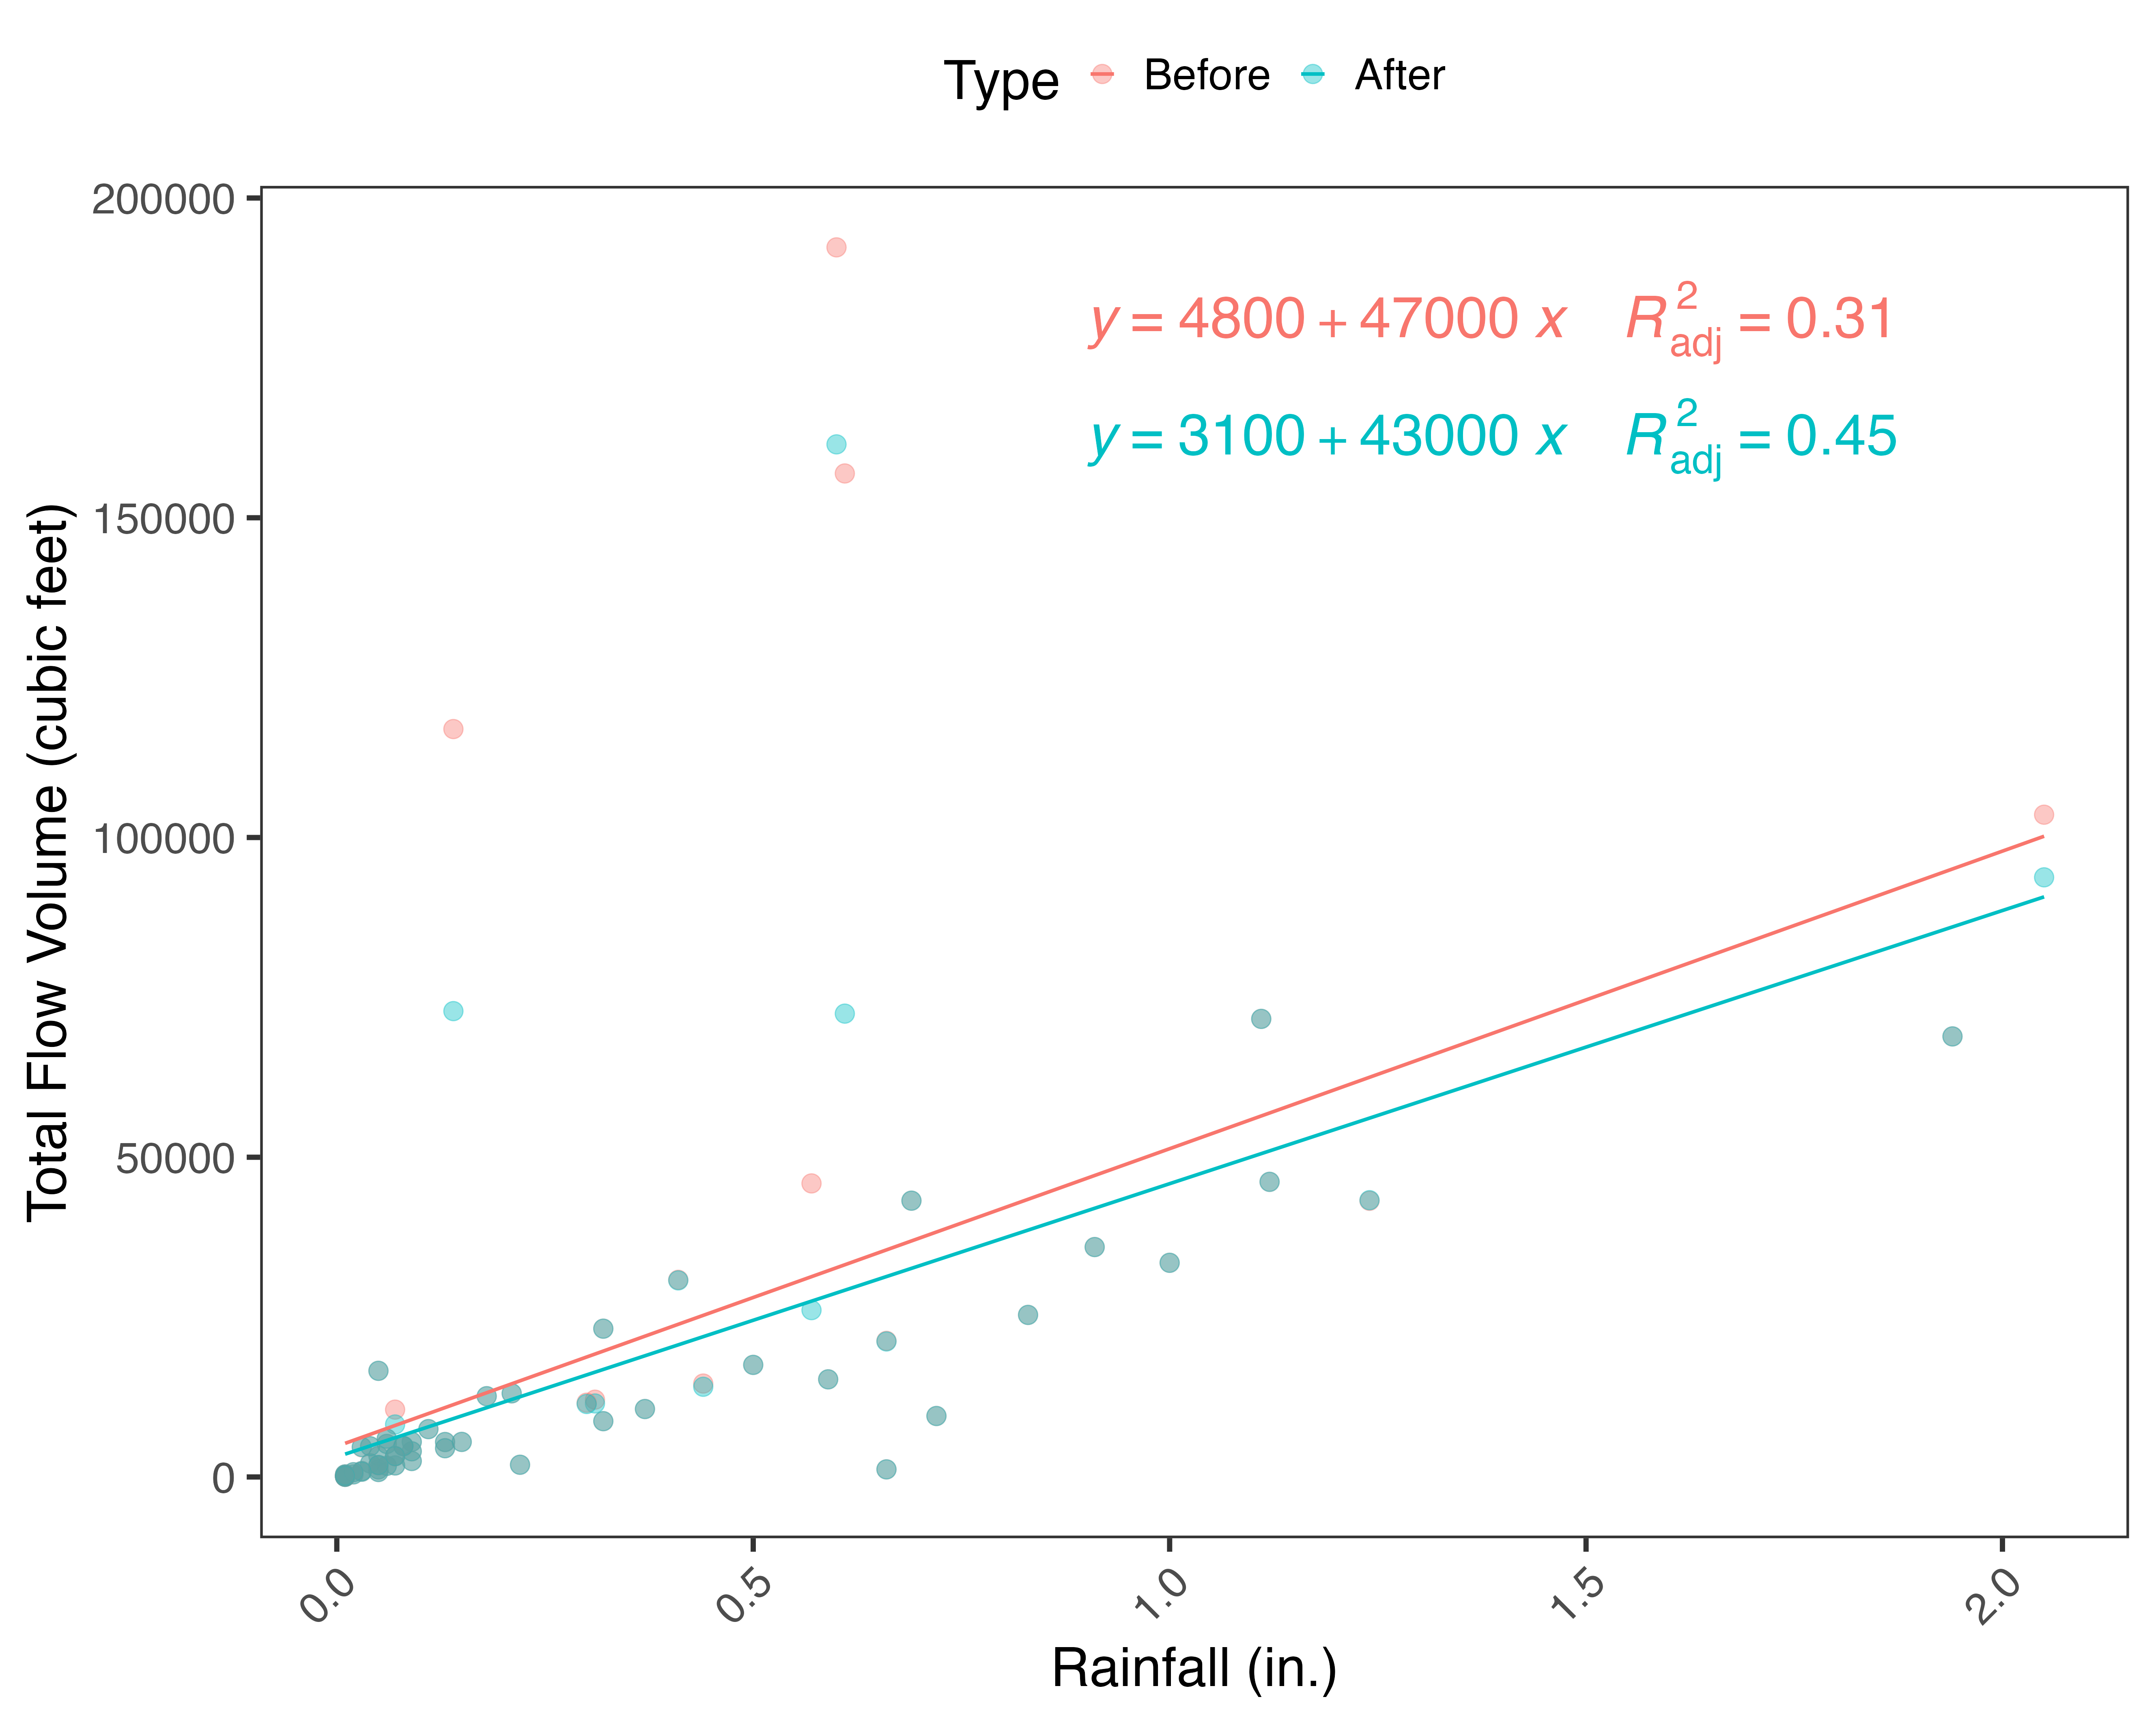 Type Before After
200000
150000
100000
50000
0
Total Flow Volume (cubic feet)
y = 4800 + 47000 x R²adj = 0.31
y = 3100 + 43000 x R²adj = 0.45
0.0 0.5 1.0 1.5 2.0
Rainfall (in.)